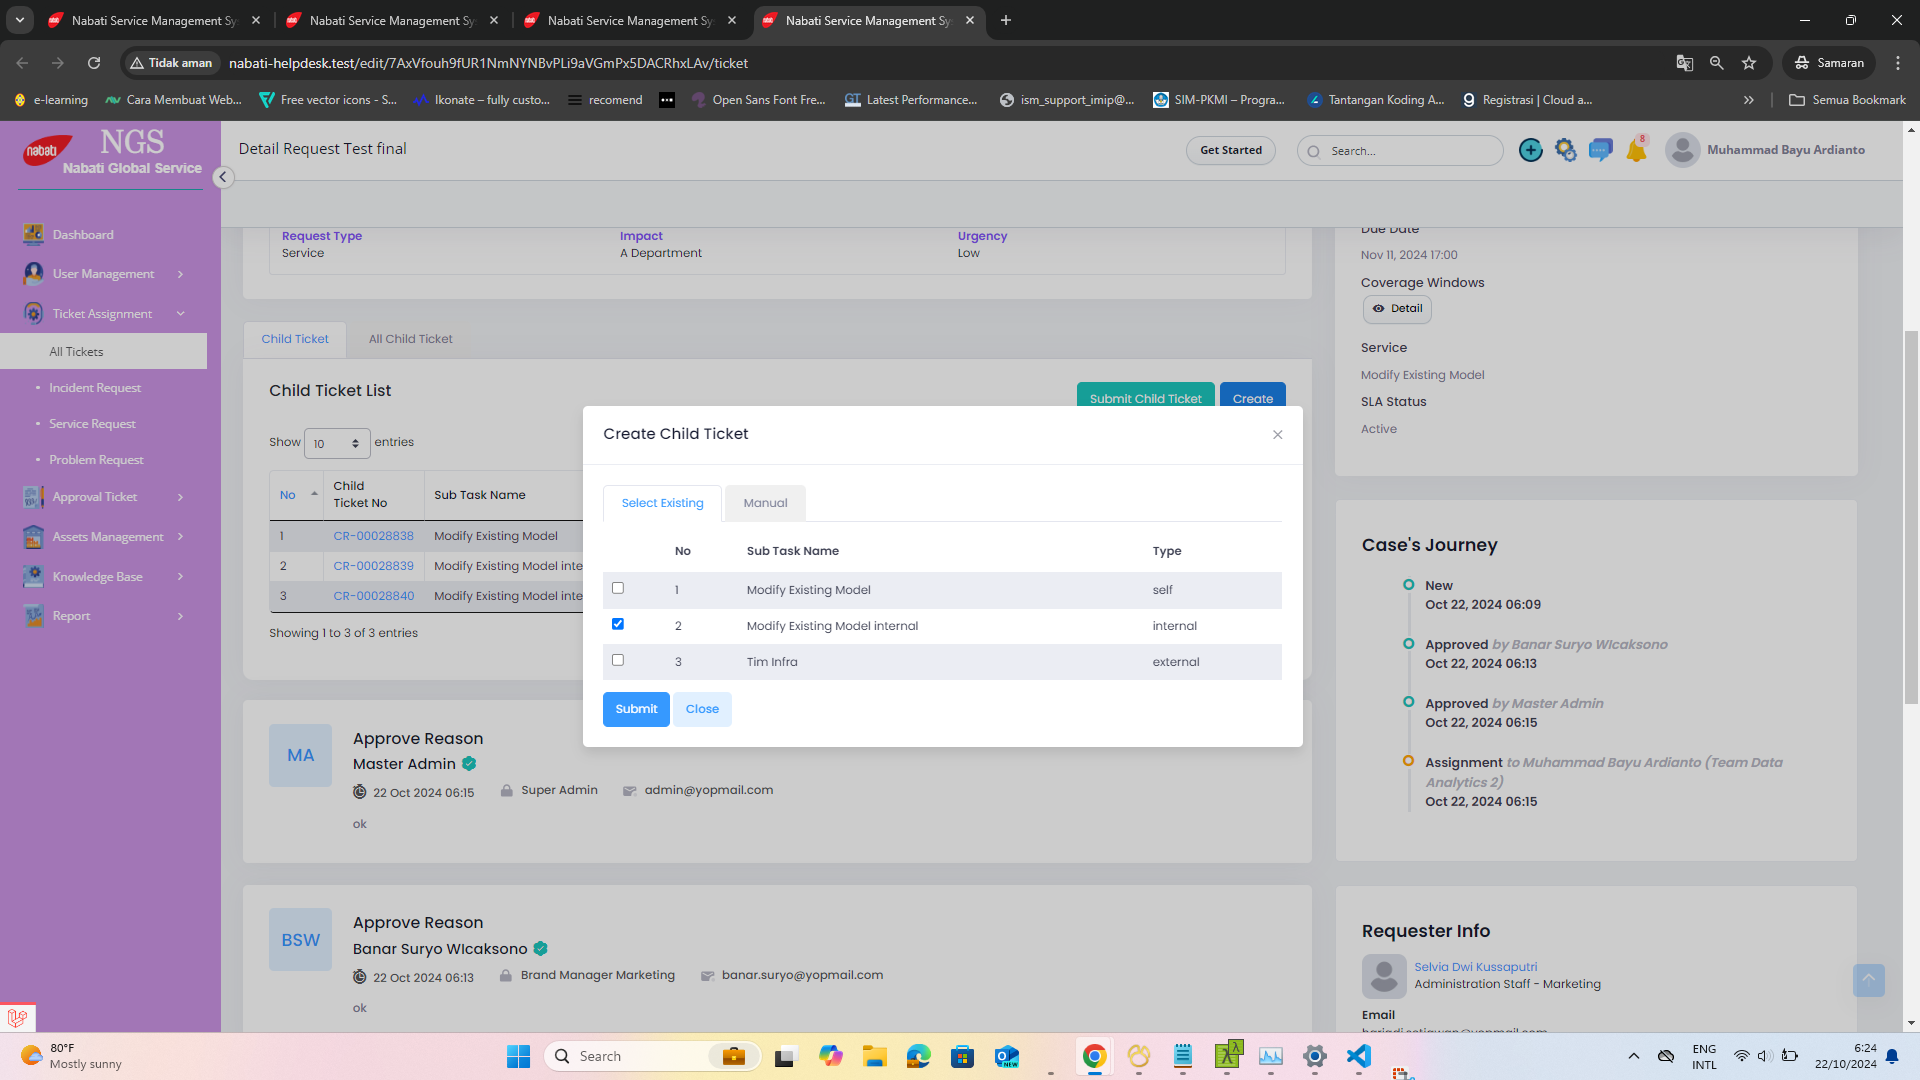 Nabati Service Management Sy
Nabati Service Management Sy
Nabati Service Management Sy
Nabati Service Management Sy
Tidak aman
nabati-helpdesk.test/edit/7AxVfouh9fUR1NmNYNBvPLi9aVGmPx5DACRhxLAv/ticket
Samaran
e-learning
Cara Membuat Web...
Free vector icons - S...
Ikonate – fully custo...
recomend
Open Sans Font Fre...
GT Latest Performance...
ism_support_imip@...
SIM-PKMI – Progra...
Tantangan Koding A...
Registrasi | Cloud a...
Semua Bookmark
nabati
NGS
Nabati Global Service
Detail Request Test final
Get Started
Search...
8
Muhammad Bayu Ardianto
Dashboard
User Management
Ticket Assignment
All Tickets
Incident Request
Service Request
Problem Request
Approval Ticket
Assets Management
Knowledge Base
Report
Request Type
Service
Impact
A Department
Urgency
Low
Child Ticket
All Child Ticket
Child Ticket List
Submit Child Ticket
Create
Show 10 entries
No
Child Ticket No
Sub Task Name
1 CR-00028838 Modify Existing Model
2 CR-00028839 Modify Existing Model inte
3 CR-00028840 Modify Existing Model inte
Showing 1 to 3 of 3 entries
Create Child Ticket
Select Existing
Manual
No Sub Task Name Type
1 Modify Existing Model self
2 Modify Existing Model internal internal
3 Tim Infra external
Submit
Close
MA
Approve Reason
Master Admin
22 Oct 2024 06:15 Super Admin admin@yopmail.com
ok
BSW
Approve Reason
Banar Suryo WIcaksono
22 Oct 2024 06:13 Brand Manager Marketing banar.suryo@yopmail.com
ok
Due Date
Nov 11, 2024 17:00
Coverage Windows
Detail
Service
Modify Existing Model
SLA Status
Active
Case's Journey
New
Oct 22, 2024 06:09
Approved by Banar Suryo WIcaksono
Oct 22, 2024 06:13
Approved by Master Admin
Oct 22, 2024 06:15
Assignment to Muhammad Bayu Ardianto (Team Data
Analytics 2)
Oct 22, 2024 06:15
Requester Info
Selvia Dwi Kussaputri
Administration Staff - Marketing
Email
80°F
Mostly sunny
Search
NEW
ENG
INTL
6:24
22/10/2024